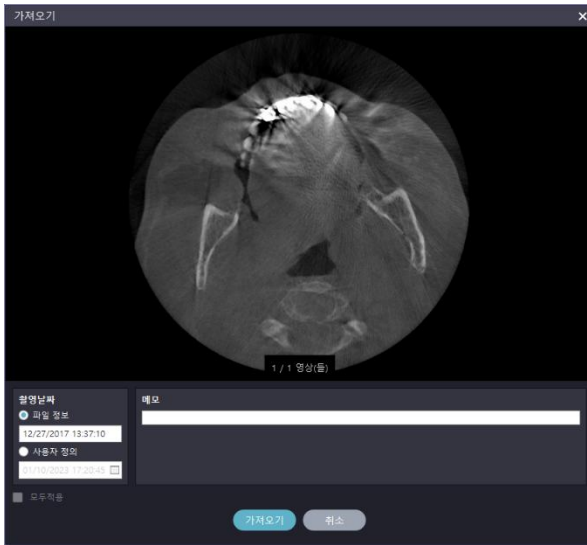 가져오기
1 / 1 영상(들)
촬영날짜
파일 정보
12/27/2017 13:37:10
사용자 정의
01/10/2023 17:20:45
메모
모두적용
가져오기
취소